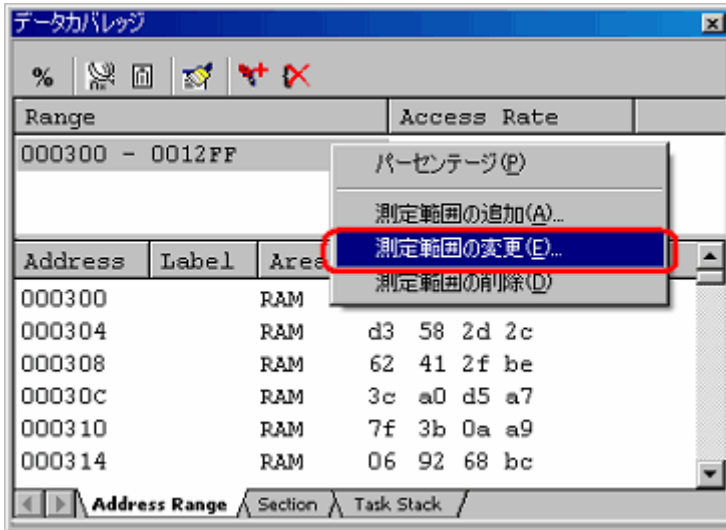 データカバレッジ
%
Range Access Rate
000300 - 0012FF
パーセンテージ(P)
測定範囲の追加(A)...
測定範囲の変更(E)...
測定範囲の削除(D)
Address Label Area
000300 RAM
000304 RAM d3 58 2d 2c
000308 RAM 62 41 2f be
00030C RAM 3c a0 d5 a7
000310 RAM 7f 3b 0a a9
000314 RAM 06 92 68 bc
Address Range Section Task Stack